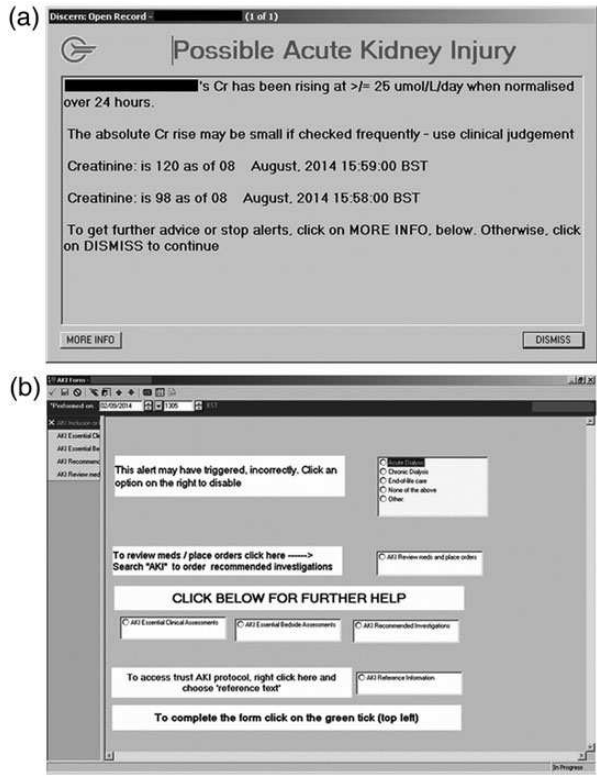 (a)
Discern: Open Record - (1 of 1)
Possible Acute Kidney Injury
's Cr has been rising at >/= 25 umol/L/day when normalised
over 24 hours.
The absolute Cr rise may be small if checked frequently - use clinical judgement
Creatinine: is 120 as of 08 August, 2014 15:59:00 BST
Creatinine: is 98 as of 08 August, 2014 15:58:00 BST
To get further advice or stop alerts, click on MORE INFO, below. Otherwise, click
on DISMISS to continue
MORE INFO
DISMISS
(b)
AKI Form -
*Performed on: 02/09/2014 1305 BST
AKI Inclusion or
AKI Essential Cli
AKI Essential Be
AKI Recommend
AKI Review med
This alert may have triggered, incorrectly. Click an
option on the right to disable
Acute Dialysis
Chronic Dialysis
End-of-life care
None of the above
Other:
To review meds / place orders click here ------>
Search "AKI" to order recommended investigations
AKI Review meds and place orders
CLICK BELOW FOR FURTHER HELP
AKI Essential Clinical Assessments
AKI Essential Bedside Assessments
AKI Recommended Investigations
To access trust AKI protocol, right click here and
choose 'reference text'
AKI Reference Information
To complete the form click on the green tick (top left)
In Progress